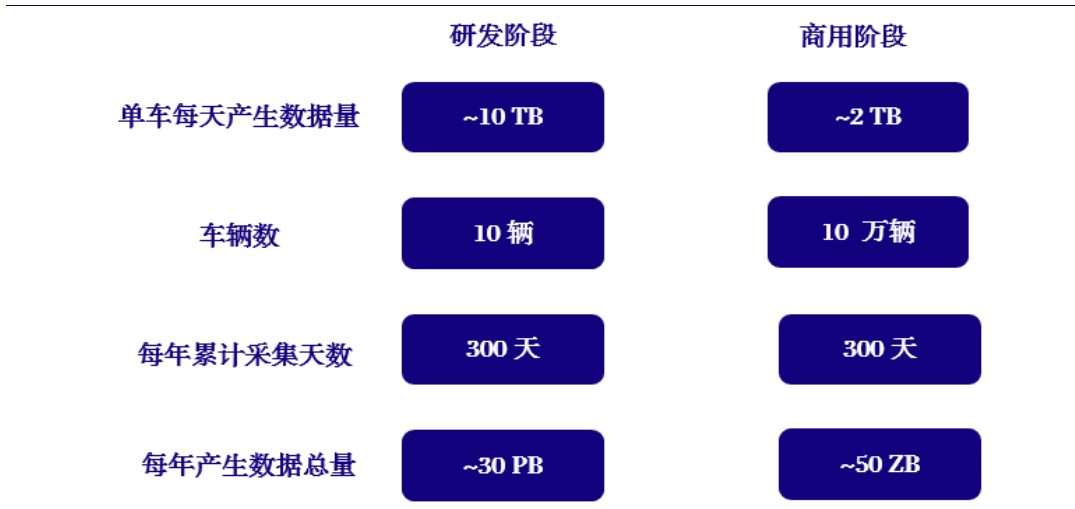 研发阶段 商用阶段
单车每天产生数据量 ~10 TB ~2 TB
车辆数 10 辆 10 万辆
每年累计采集天数 300 天 300 天
每年产生数据总量 ~30 PB ~50 ZB